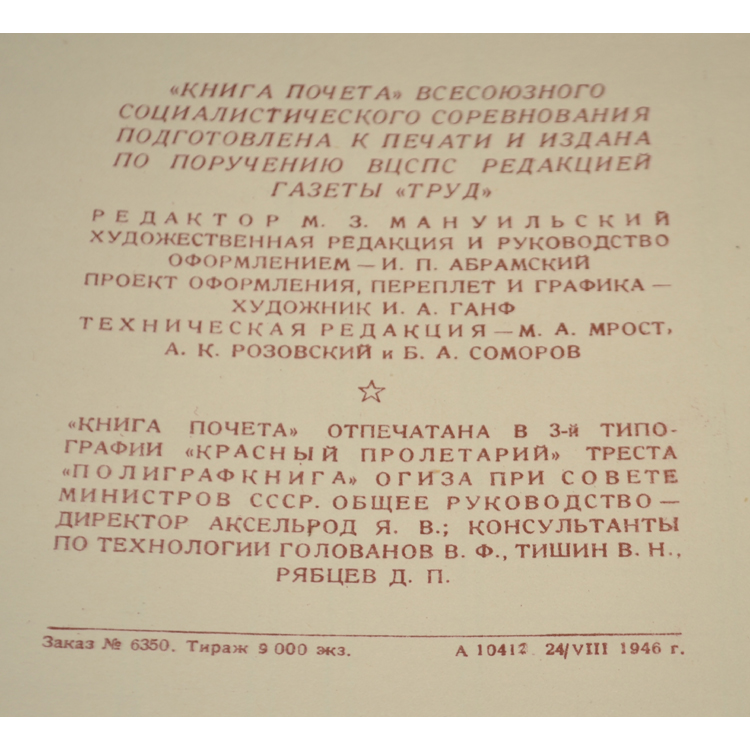 «КНИГА ПОЧЕТА» ВСЕСОЮЗНОГО
СОЦИАЛИСТИЧЕСКОГО СОРЕВНОВАНИЯ
ПОДГОТОВЛЕНА К ПЕЧАТИ И ИЗДАНА
ПО ПОРУЧЕНИЮ ВЦСПС РЕДАКЦИЕЙ
ГАЗЕТЫ «ТРУД»
РЕДАКТОР М. З. МАНУИЛЬСКИЙ
ХУДОЖЕСТВЕННАЯ РЕДАКЦИЯ И РУКОВОДСТВО
ОФОРМЛЕНИЕМ — И. П. АБРАМСКИЙ
ПРОЕКТ ОФОРМЛЕНИЯ, ПЕРЕПЛЕТ И ГРАФИКА —
ХУДОЖНИК И. А. ГАНФ
ТЕХНИЧЕСКАЯ РЕДАКЦИЯ — М. А. МРОСТ,
А. К. РОЗОВСКИЙ и Б. А. СОМОРОВ
«КНИГА ПОЧЕТА» ОТПЕЧАТАНА В 3-й ТИПО-
ГРАФИИ «КРАСНЫЙ ПРОЛЕТАРИЙ» ТРЕСТА
«ПОЛИГРАФКНИГА» ОГИЗА ПРИ СОВЕТЕ
МИНИСТРОВ СССР. ОБЩЕЕ РУКОВОДСТВО —
ДИРЕКТОР АКСЕЛЬРОД Я. В.; КОНСУЛЬТАНТЫ
ПО ТЕХНОЛОГИИ ГОЛОВАНОВ В. Ф., ТИШИН В. Н.,
РЯБЦЕВ Д. П.
Заказ № 6350. Тираж 9 000 экз. А 10412 24/VIII 1946 г.